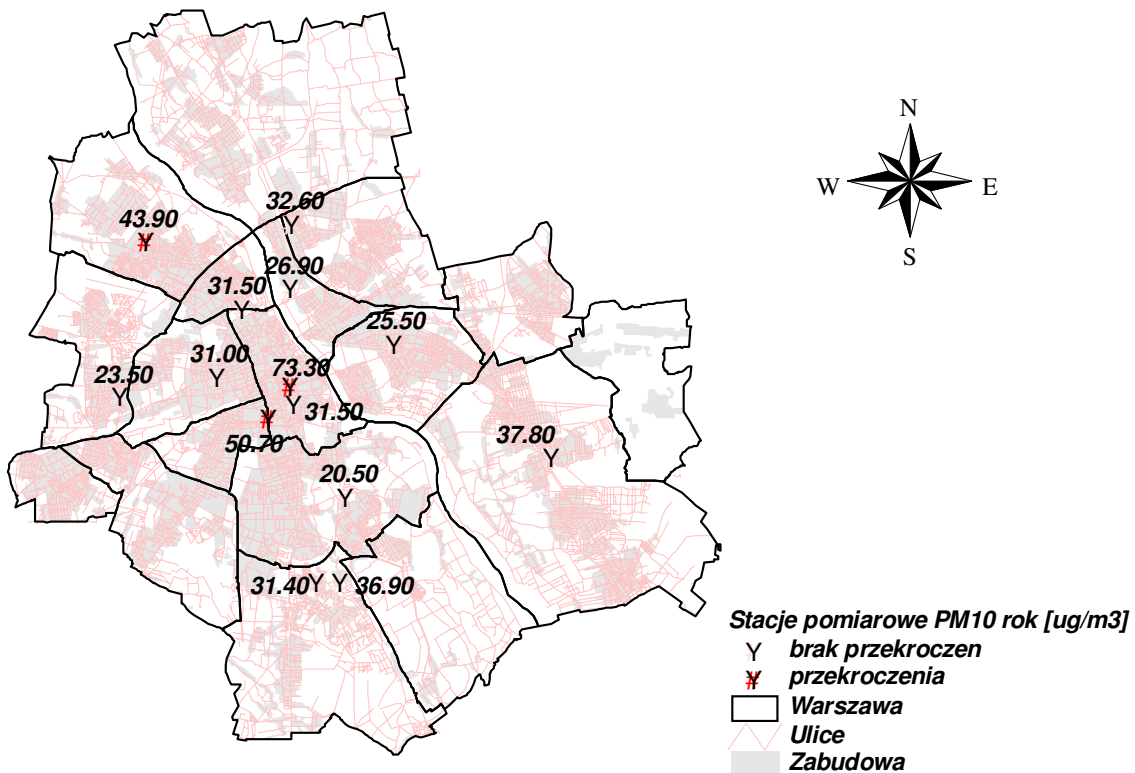 N
W
E
S
32.60
43.90
26.90
31.50
25.50
31.00
73.30
23.50
31.50
50.70
37.80
20.50
31.40
36.90
Stacje pomiarowe PM10 rok [ug/m3]
brak przekroczen
przekroczenia
Warszawa
Ulice
Zabudowa